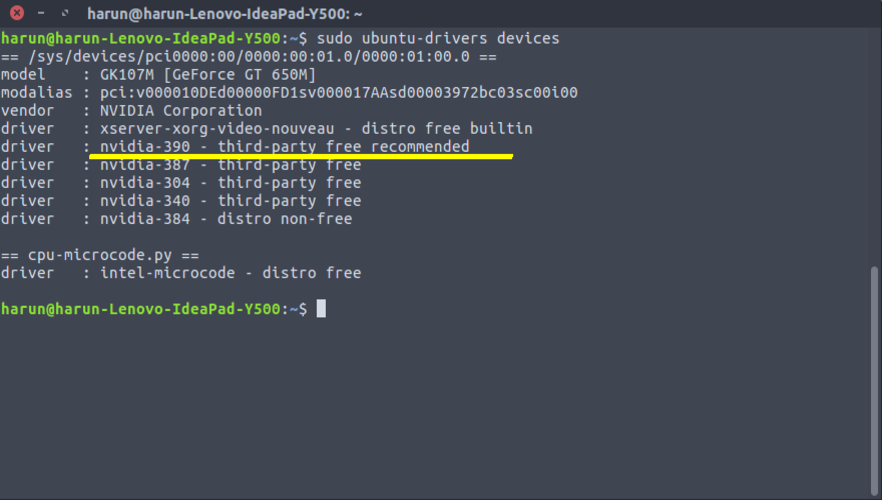 harun@harun-Lenovo-IdeaPad-Y500: ~
harun@harun-Lenovo-IdeaPad-Y500:~$ sudo ubuntu-drivers devices
== /sys/devices/pci0000:00/0000:00:01.0/0000:01:00.0 ==
model    : GK107M [GeForce GT 650M]
modalias : pci:v000010DEd00000FD1sv000017AAsd00003972bc03sc00i00
vendor   : NVIDIA Corporation
driver   : xserver-xorg-video-nouveau - distro free builtin
driver   : nvidia-390 - third-party free recommended
driver   : nvidia-387 - third-party free
driver   : nvidia-304 - third-party free
driver   : nvidia-340 - third-party free
driver   : nvidia-384 - distro non-free
== cpu-microcode.py ==
driver   : intel-microcode - distro free
harun@harun-Lenovo-IdeaPad-Y500:~$